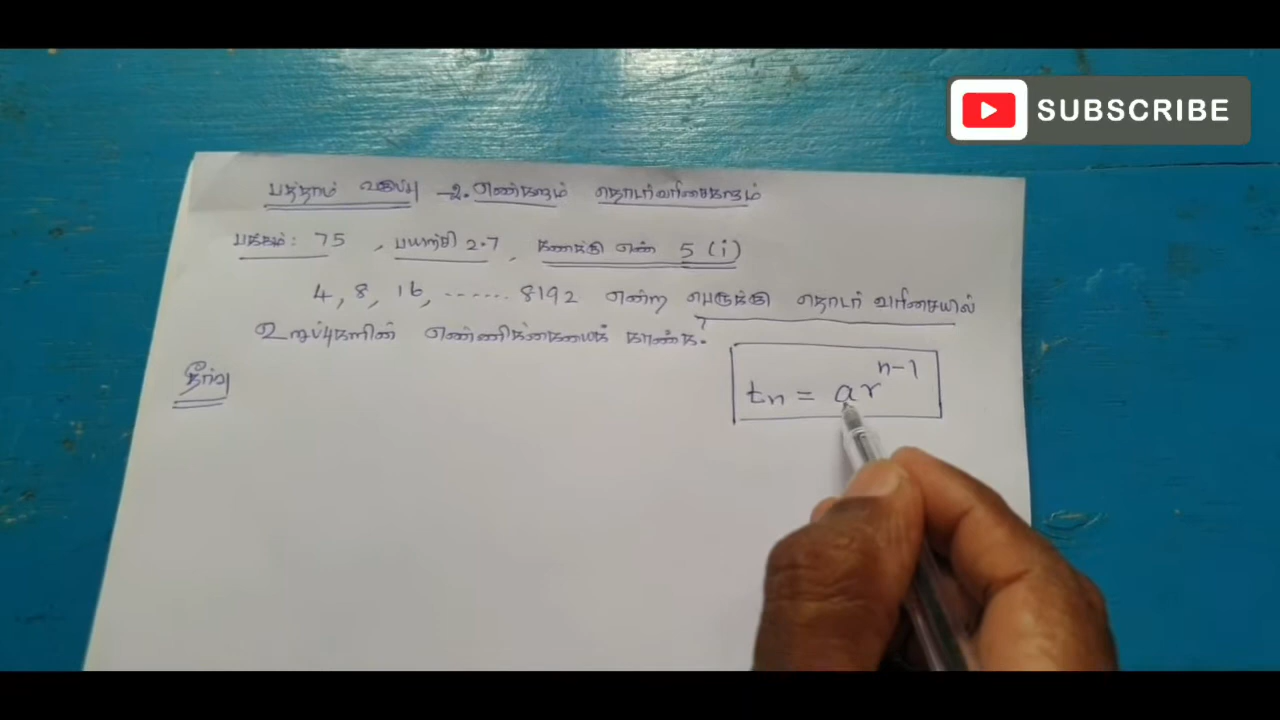 SUBSCRIBE
பத்தாம் வகுப்பு -2. எண்களும் தொடர்வரிசைகளும்
பக்கம்: 75 , பயிற்சி 2.7, கணக்கு எண் 5 (i)
4, 8, 16, ...... 8192 என்ற பெருக்கு தொடர் வரிசையில்
உறுப்புகளின் எண்ணிக்கையைக் காண்க.?
தீர்வு
tn = ar^n-1